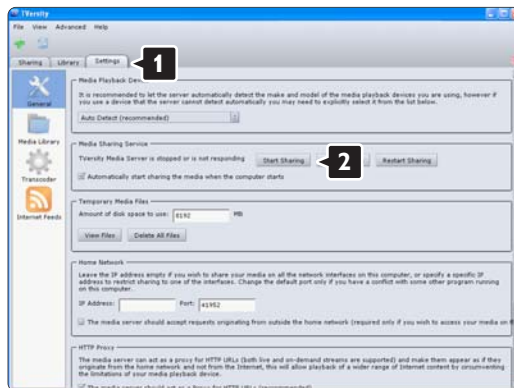 TVersity
File View Advanced Help
Sharing Library Settings
1
General
Media Library
Transcoder
Internet Feeds
Media Playback Device
It is recommended to let the server automatically detect the make and model of the media playback devices you are using, however if
you use a device that the server cannot detect automatically you may need to explicitly select it from the list below.
Auto Detect (recommended)
Media Sharing Service
TVersity Media Server is stopped or is not responding Start Sharing 2 Restart Sharing
Automatically start sharing the media when the computer starts
Temporary Media Files
Amount of disk space to use: 8192 MB
View Files Delete All Files
Home Network
Leave the IP address empty if you wish to share your media on all the network interfaces on this computer, or specify a specific IP
address to restrict sharing to one of the interfaces. Change the default port only if you have a conflict with some other program running
on this computer.
IP Address: Port: 41952
The media server should accept requests originating from outside the home network (required only if you wish to access your media on
HTTP Proxy
The media server can act as a proxy for HTTP URLs (both live and on-demand streams are supported) and make them appear as if they
originate from the home network and not from the Internet, this will allow playback of a wider range of Internet content by circumventing
the limitations of your media playback device.
The media server should act as a Proxy for HTTP URLs (recommended)